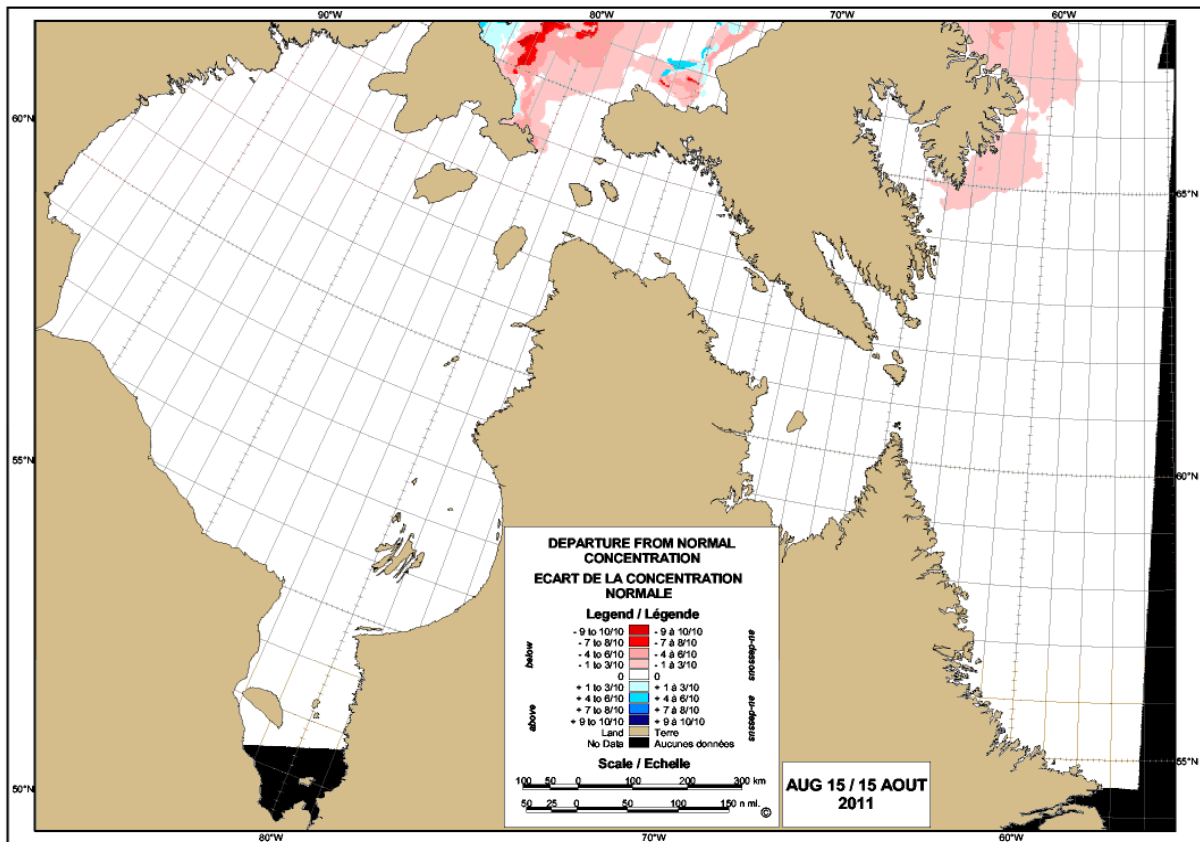 90°W 80°W 70°W 60°W
60°N
65°N
55°N
60°N
50°N
55°N
80°W 70°W 60°W
DEPARTURE FROM NORMAL
CONCENTRATION
ECART DE LA CONCENTRATION
NORMALE
Legend / Légende
below
au-dessous
- 9 to 10/10 - 9 à 10/10
- 7 to 8/10 - 7 à 8/10
- 4 to 6/10 - 4 à 6/10
- 1 to 3/10 - 1 à 3/10
0 0
above
au-dessus
+ 1 to 3/10 + 1 à 3/10
+ 4 to 6/10 + 4 à 6/10
+ 7 to 8/10 + 7 à 8/10
+ 9 to 10/10 + 9 à 10/10
Land Terre
No Data Aucunes données
Scale / Echelle
100 50 0 100 200 300 km
50 25 0 50 100 150 n mi.
©
AUG 15 / 15 AOUT
2011